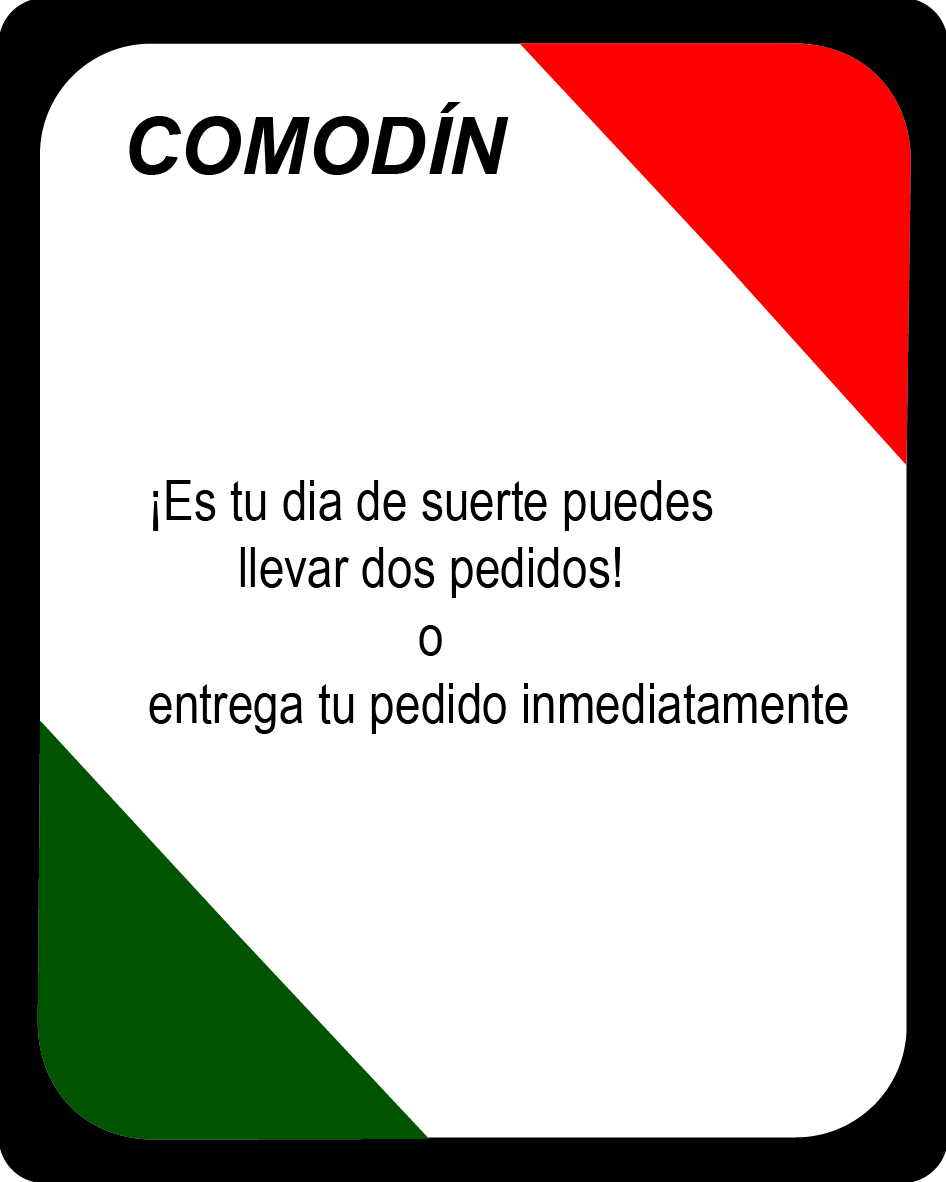 COMODÍN
¡Es tu dia de suerte puedes
llevar dos pedidos!
o
entrega tu pedido inmediatamente